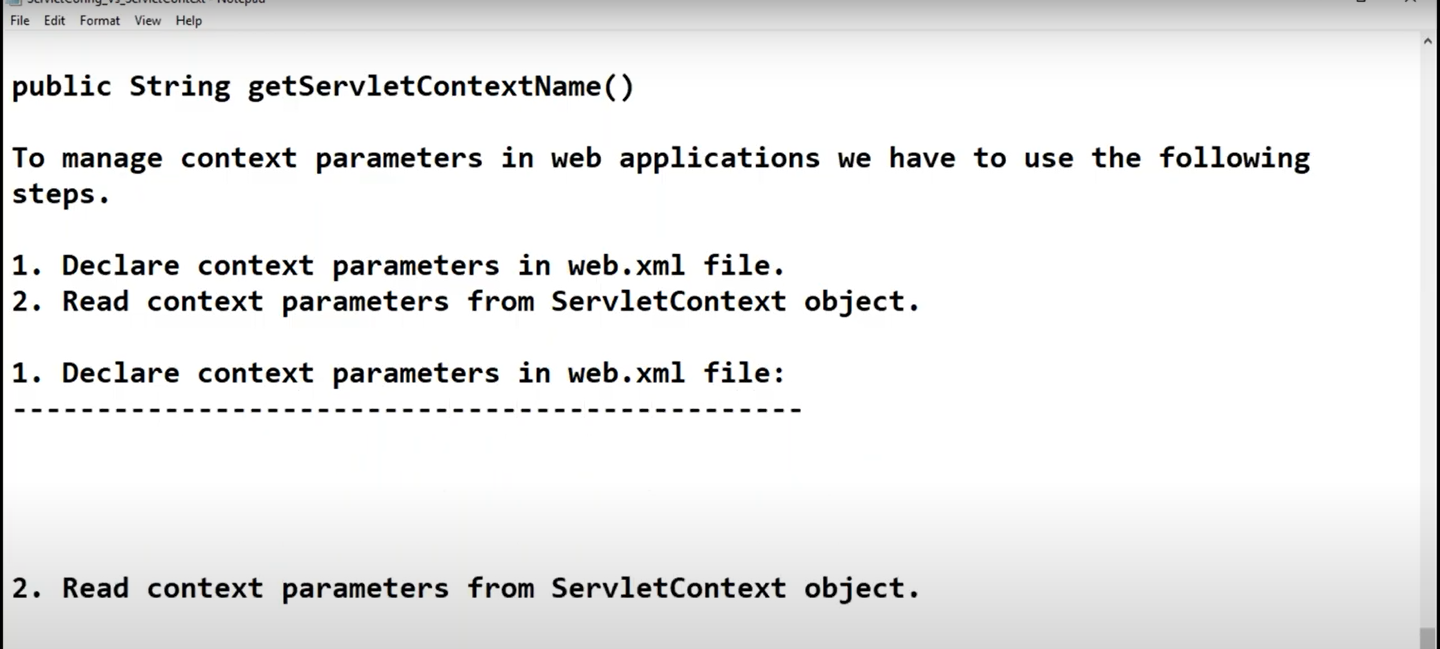 File Edit Format View Help
public String getServletContextName()
To manage context parameters in web applications we have to use the following
steps.
1. Declare context parameters in web.xml file.
2. Read context parameters from ServletContext object.
1. Declare context parameters in web.xml file:
-----------------------------------------------
2. Read context parameters from ServletContext object.